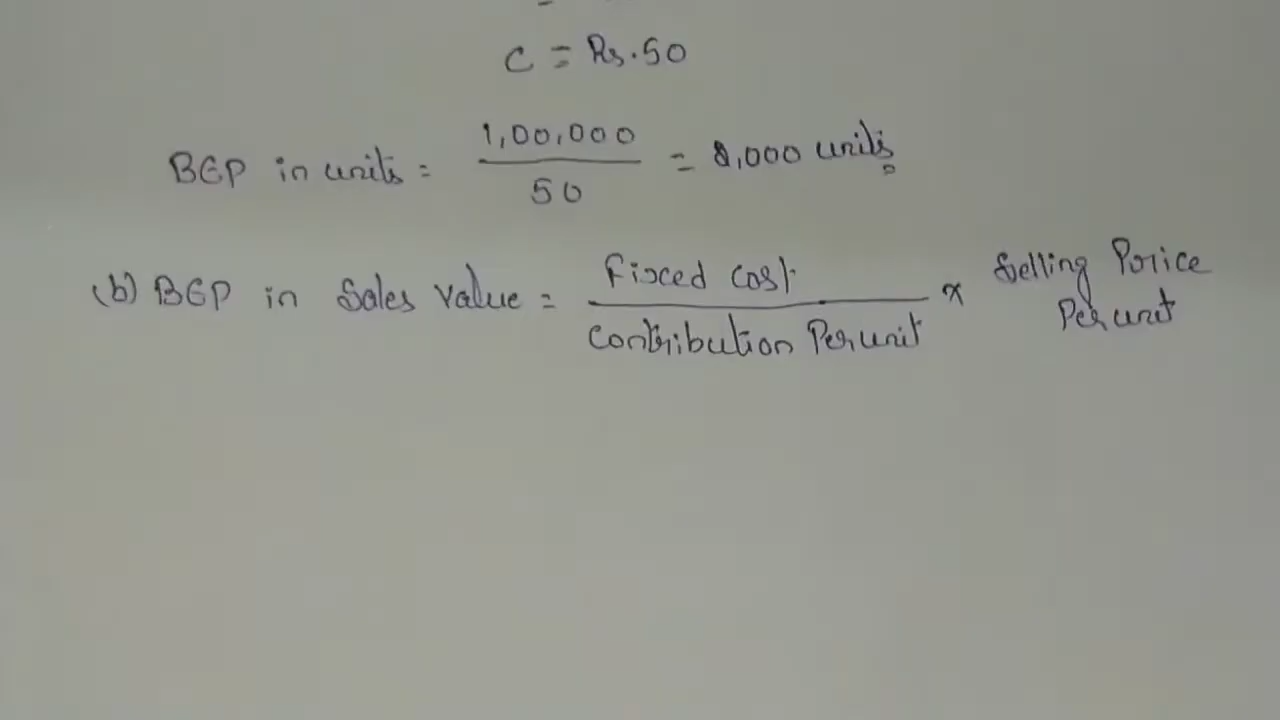 C = Rs.50
BEP in units = 1,00,000 / 50 = 2,000 units
(b) BEP in Sales Value = Fixed Cost / Contribution Per unit × Selling Price Per unit